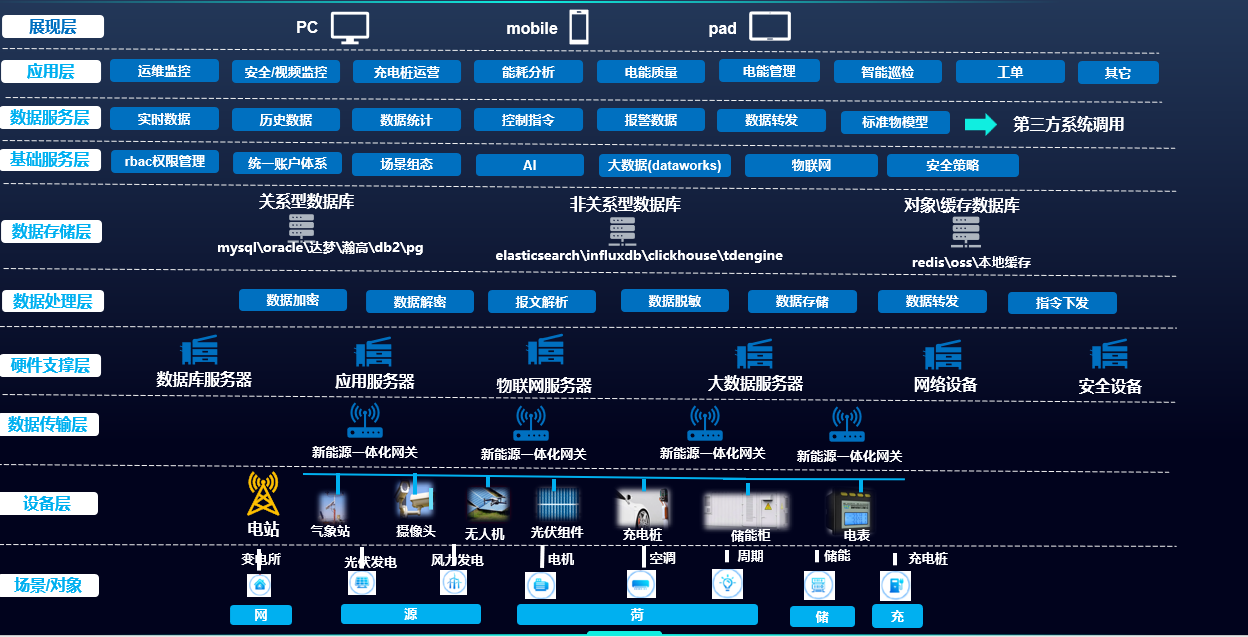 展现层
PC
mobile
pad
应用层
运维监控
安全/视频监控
充电桩运营
能耗分析
电能质量
电能管理
智能巡检
工单
其它
数据服务层
实时数据
历史数据
数据统计
控制指令
报警数据
数据转发
标准物模型
第三方系统调用
基础服务层
rbac权限管理
统一账户体系
场景组态
AI
大数据(dataworks)
物联网
安全策略
数据存储层
关系型数据库
mysql\oracle\达梦\瀚高\db2\pg
非关系型数据库
elasticsearch\influxdb\clickhouse\tdengine
对象\缓存数据库
redis\oss\本地缓存
数据处理层
数据加密
数据解密
报文解析
数据脱敏
数据存储
数据转发
指令下发
硬件支撑层
数据库服务器
应用服务器
物联网服务器
大数据服务器
网络设备
安全设备
数据传输层
新能源一体化网关
新能源一体化网关
新能源一体化网关
新能源一体化网关
设备层
电站
气象站
摄像头
无人机
光伏组件
充电桩
储能柜
电表
场景/对象
变电所
光伏发电
风力发电
电机
空调
周期
储能
充电桩
网
源
荷
储
充